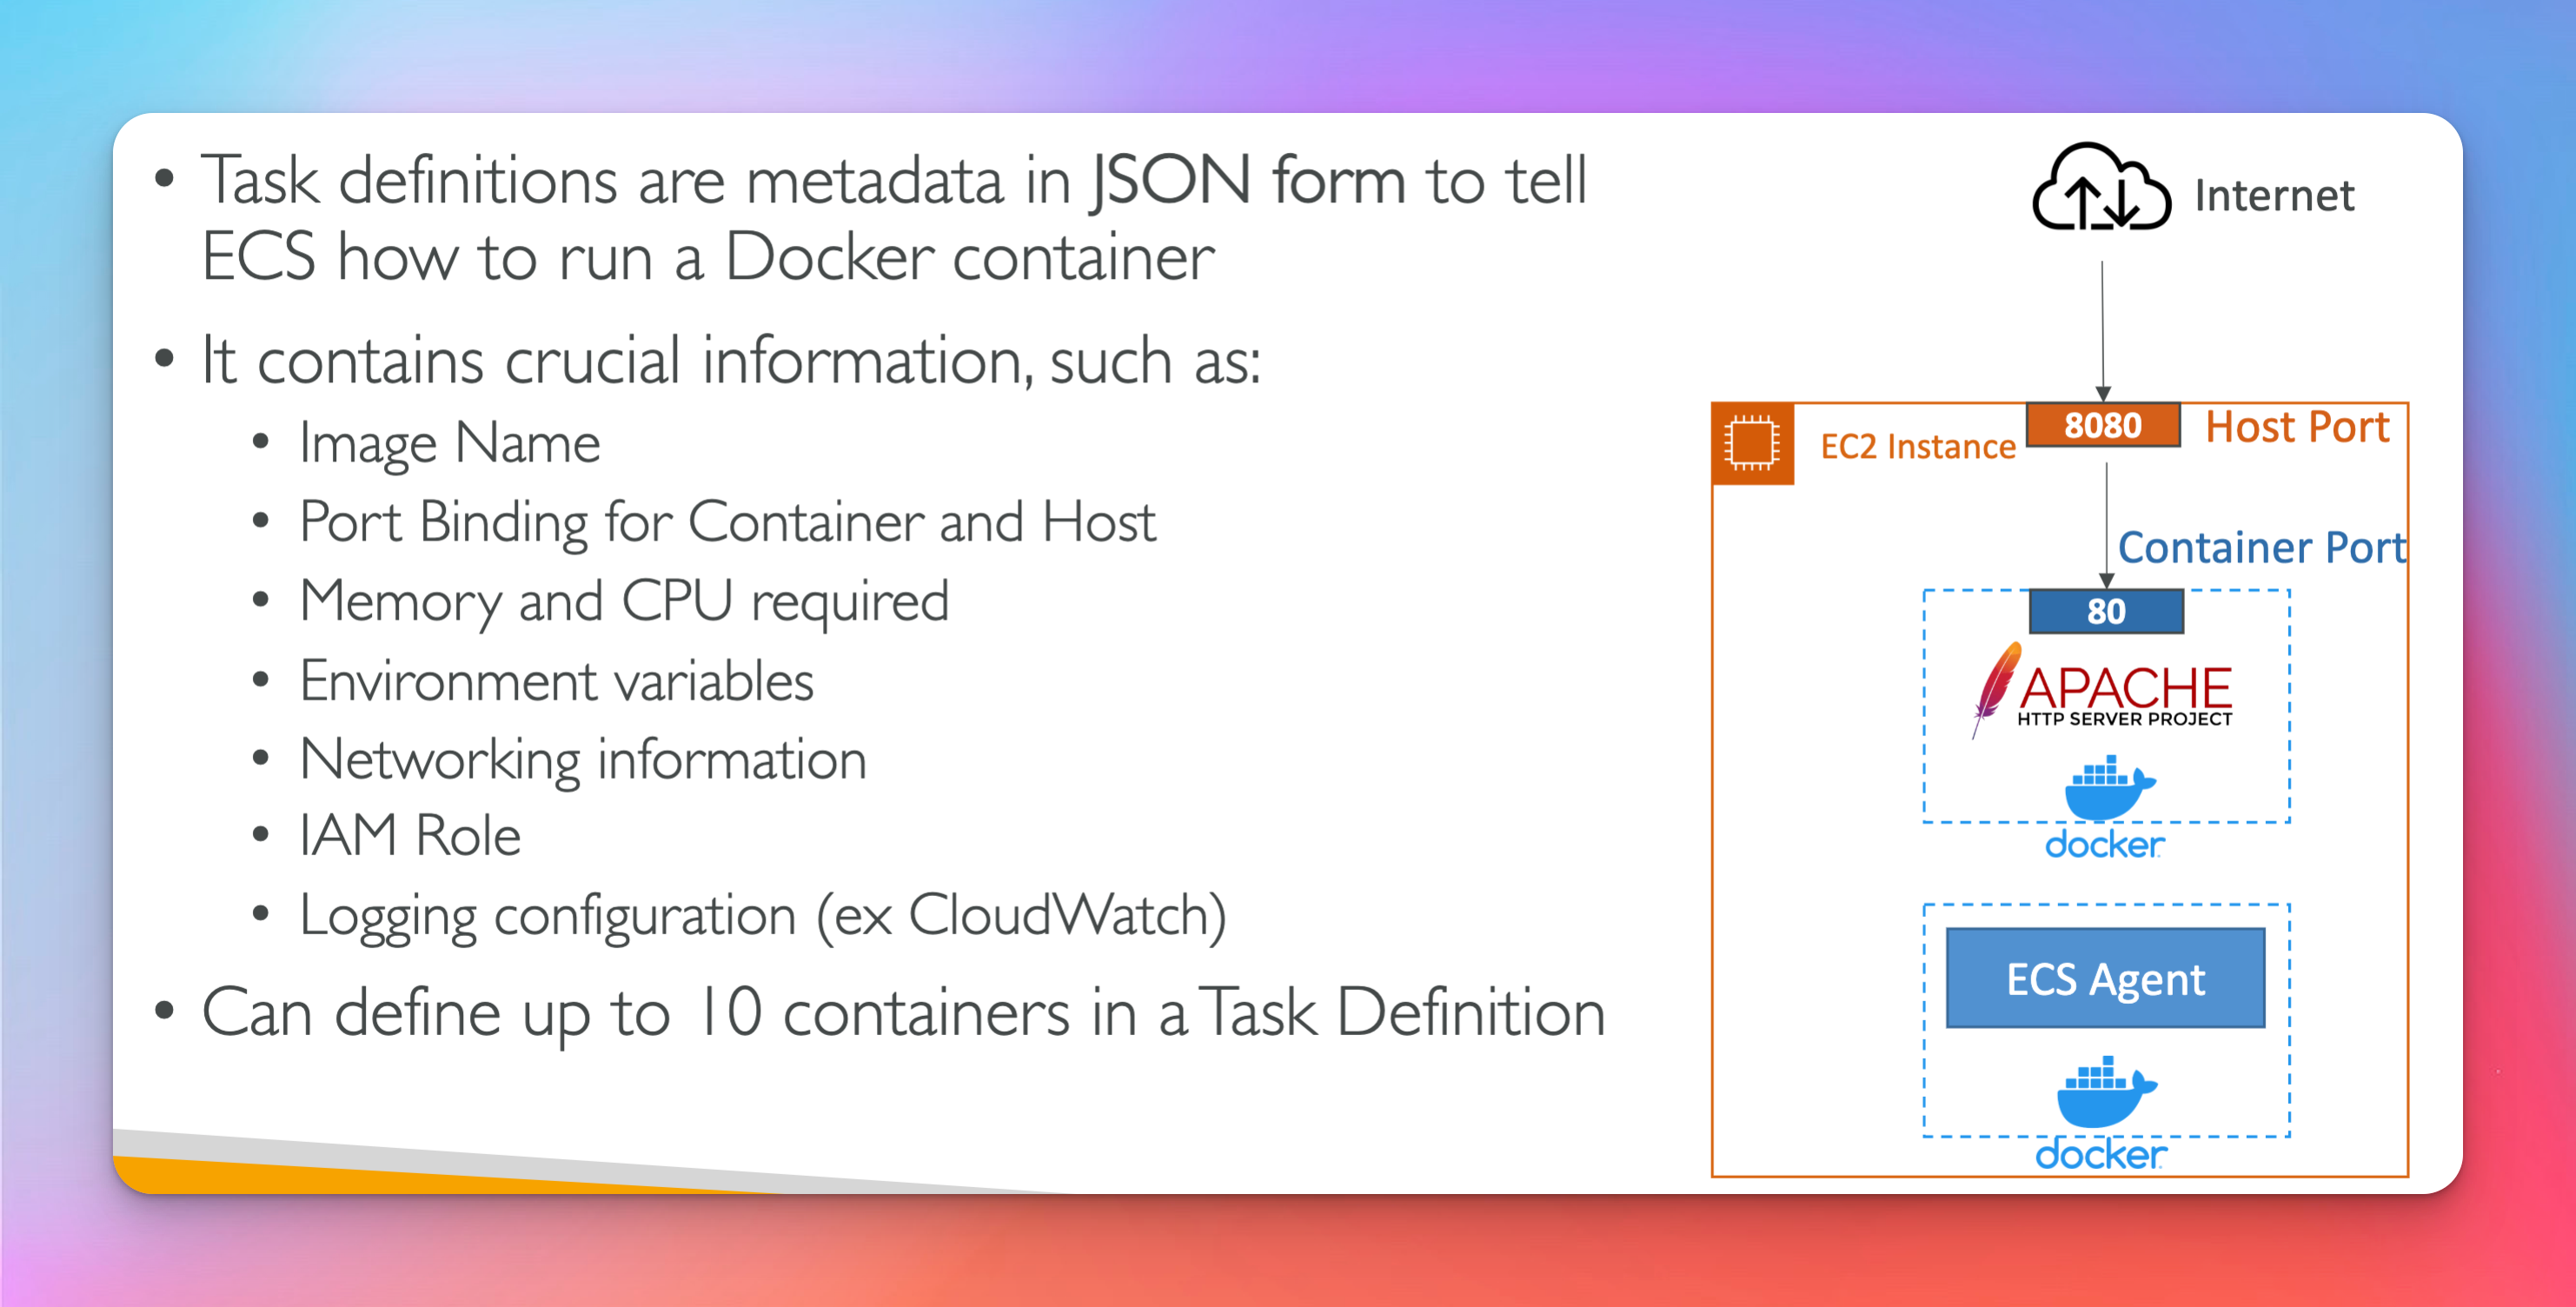 • Task definitions are metadata in JSON form to tell
ECS how to run a Docker container
• It contains crucial information, such as:
• Image Name
• Port Binding for Container and Host
• Memory and CPU required
• Environment variables
• Networking information
• IAM Role
• Logging configuration (ex CloudWatch)
• Can define up to 10 containers in a Task Definition
Internet
8080
Host Port
EC2 Instance
Container Port
80
APACHE
HTTP SERVER PROJECT
docker
ECS Agent
docker